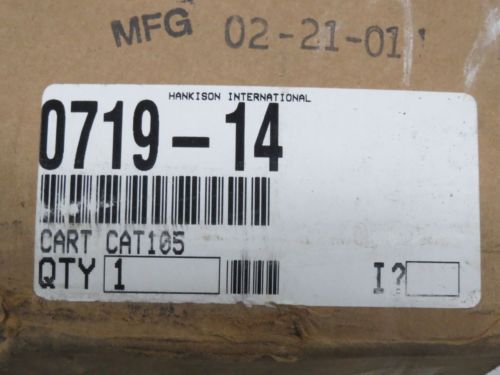 MFG 02-21-01
HANKISON INTERNATIONAL
0719-14
CART CAT105
QTY 1
I?